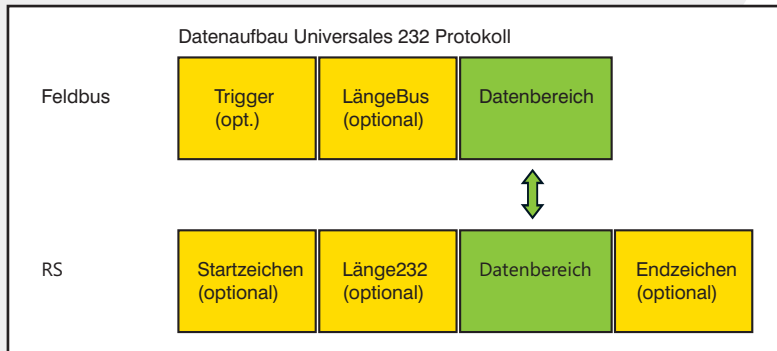 Datenaufbau Universales 232 Protokoll
Feldbus
Trigger
(opt.)
LängeBus
(optional)
Datenbereich
RS
Startzeichen
(optional)
Länge232
(optional)
Datenbereich
Endzeichen
(optional)